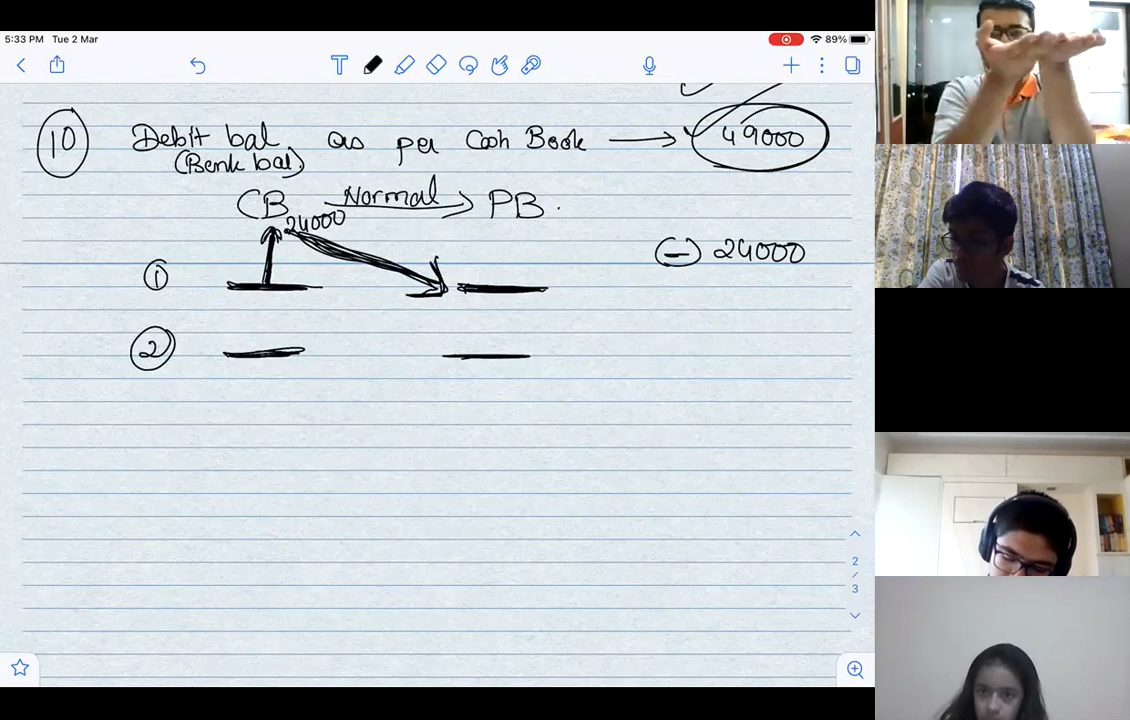 5:33 PM Tue 2 Mar
89%
T
10 Debit bal as per Cash Book → 49000
(Bank bal)
CB Normal PB.
24000
(-) 24000
1
2
2
/
3